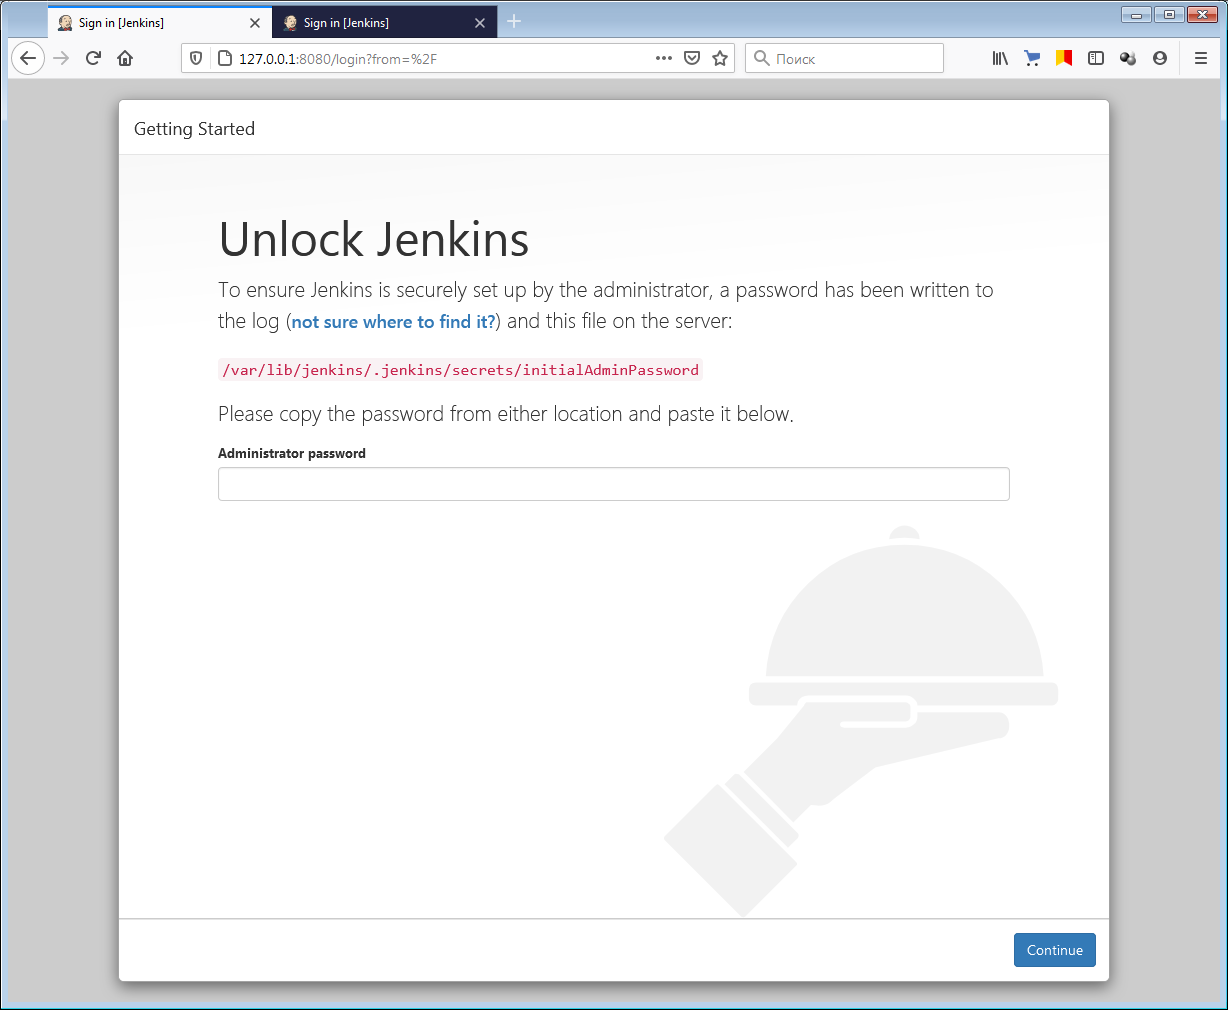 Sign in [Jenkins]
Sign in [Jenkins]
127.0.0.1:8080/login?from=%2F
Поиск
Getting Started
Unlock Jenkins
To ensure Jenkins is securely set up by the administrator, a password has been written to
the log (not sure where to find it?) and this file on the server:
/var/lib/jenkins/.jenkins/secrets/initialAdminPassword
Please copy the password from either location and paste it below.
Administrator password
Continue